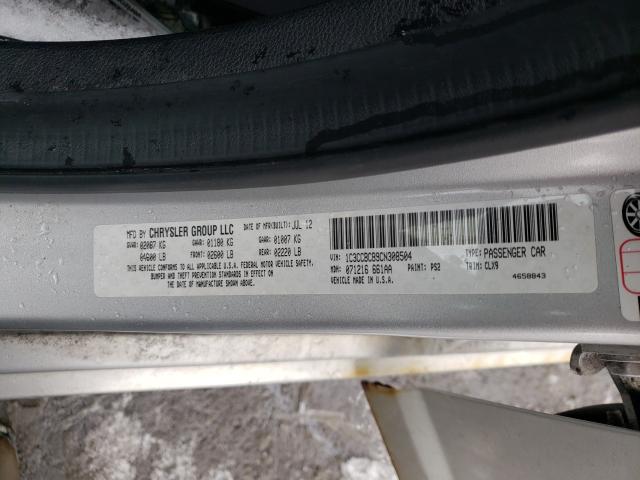 MFD BY CHRYSLER GROUP LLC DATE OF MFR(BUILT): JUL 12
GVWR: 02087 KG GAWR: 01180 KG GAWR: 01007 KG
04600 LB FRONT: 02600 LB REAR: 02220 LB
THIS VEHICLE CONFORMS TO ALL APPLICABLE U.S.A. FEDERAL MOTOR VEHICLE SAFETY,
BUMPER AND THEFT PREVENTION STANDARDS IN EFFECT ON
THE DATE OF MANUFACTURE SHOWN ABOVE.
VIN: 1C3CCBCB9CN308504 TYPE: PASSENGER CAR
MDH: 071216 661AA PAINT: PS2 TRIM: CLX9
VEHICLE MADE IN U.S.A. 4658843